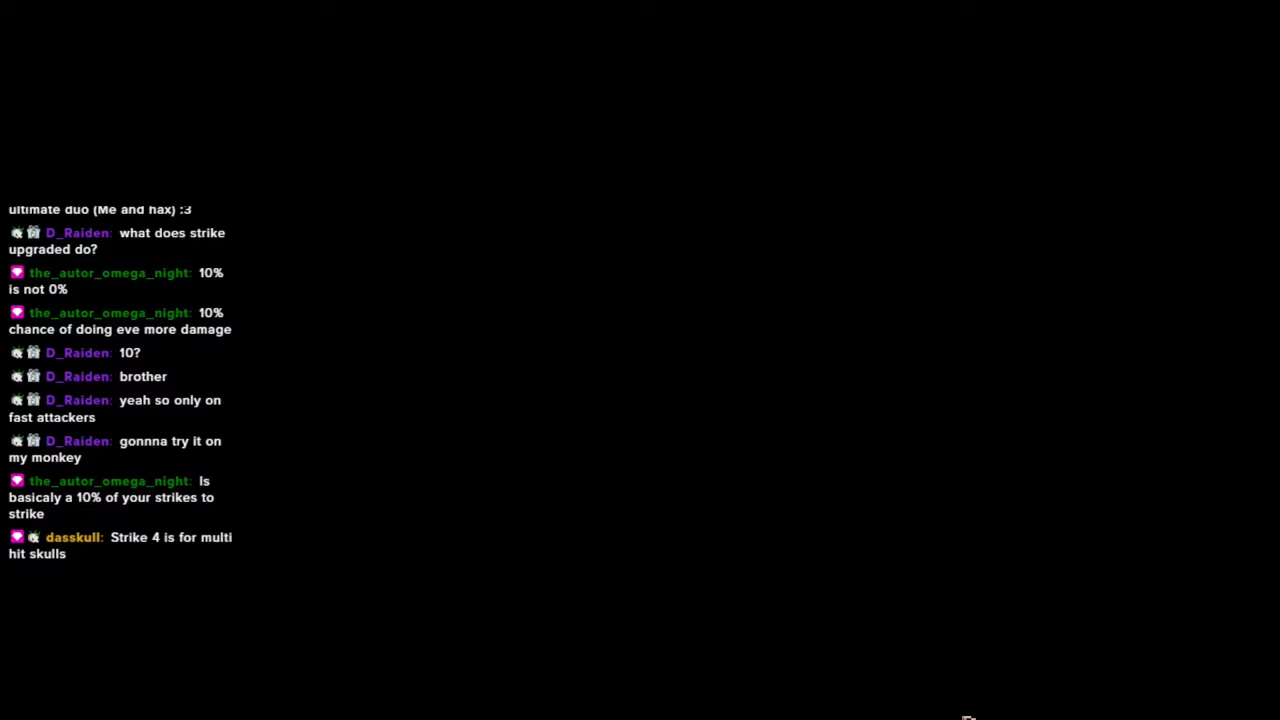 ultimate duo (Me and hax) :3
D_Raiden: what does strike
upgraded do?
the_autor_omega_night: 10%
is not 0%
the_autor_omega_night: 10%
chance of doing eve more damage
D_Raiden: 10?
D_Raiden: brother
D_Raiden: yeah so only on
fast attackers
D_Raiden: gonnna try it on
my monkey
the_autor_omega_night: Is
basicaly a 10% of your strikes to
strike
dasskull: Strike 4 is for multi
hit skulls